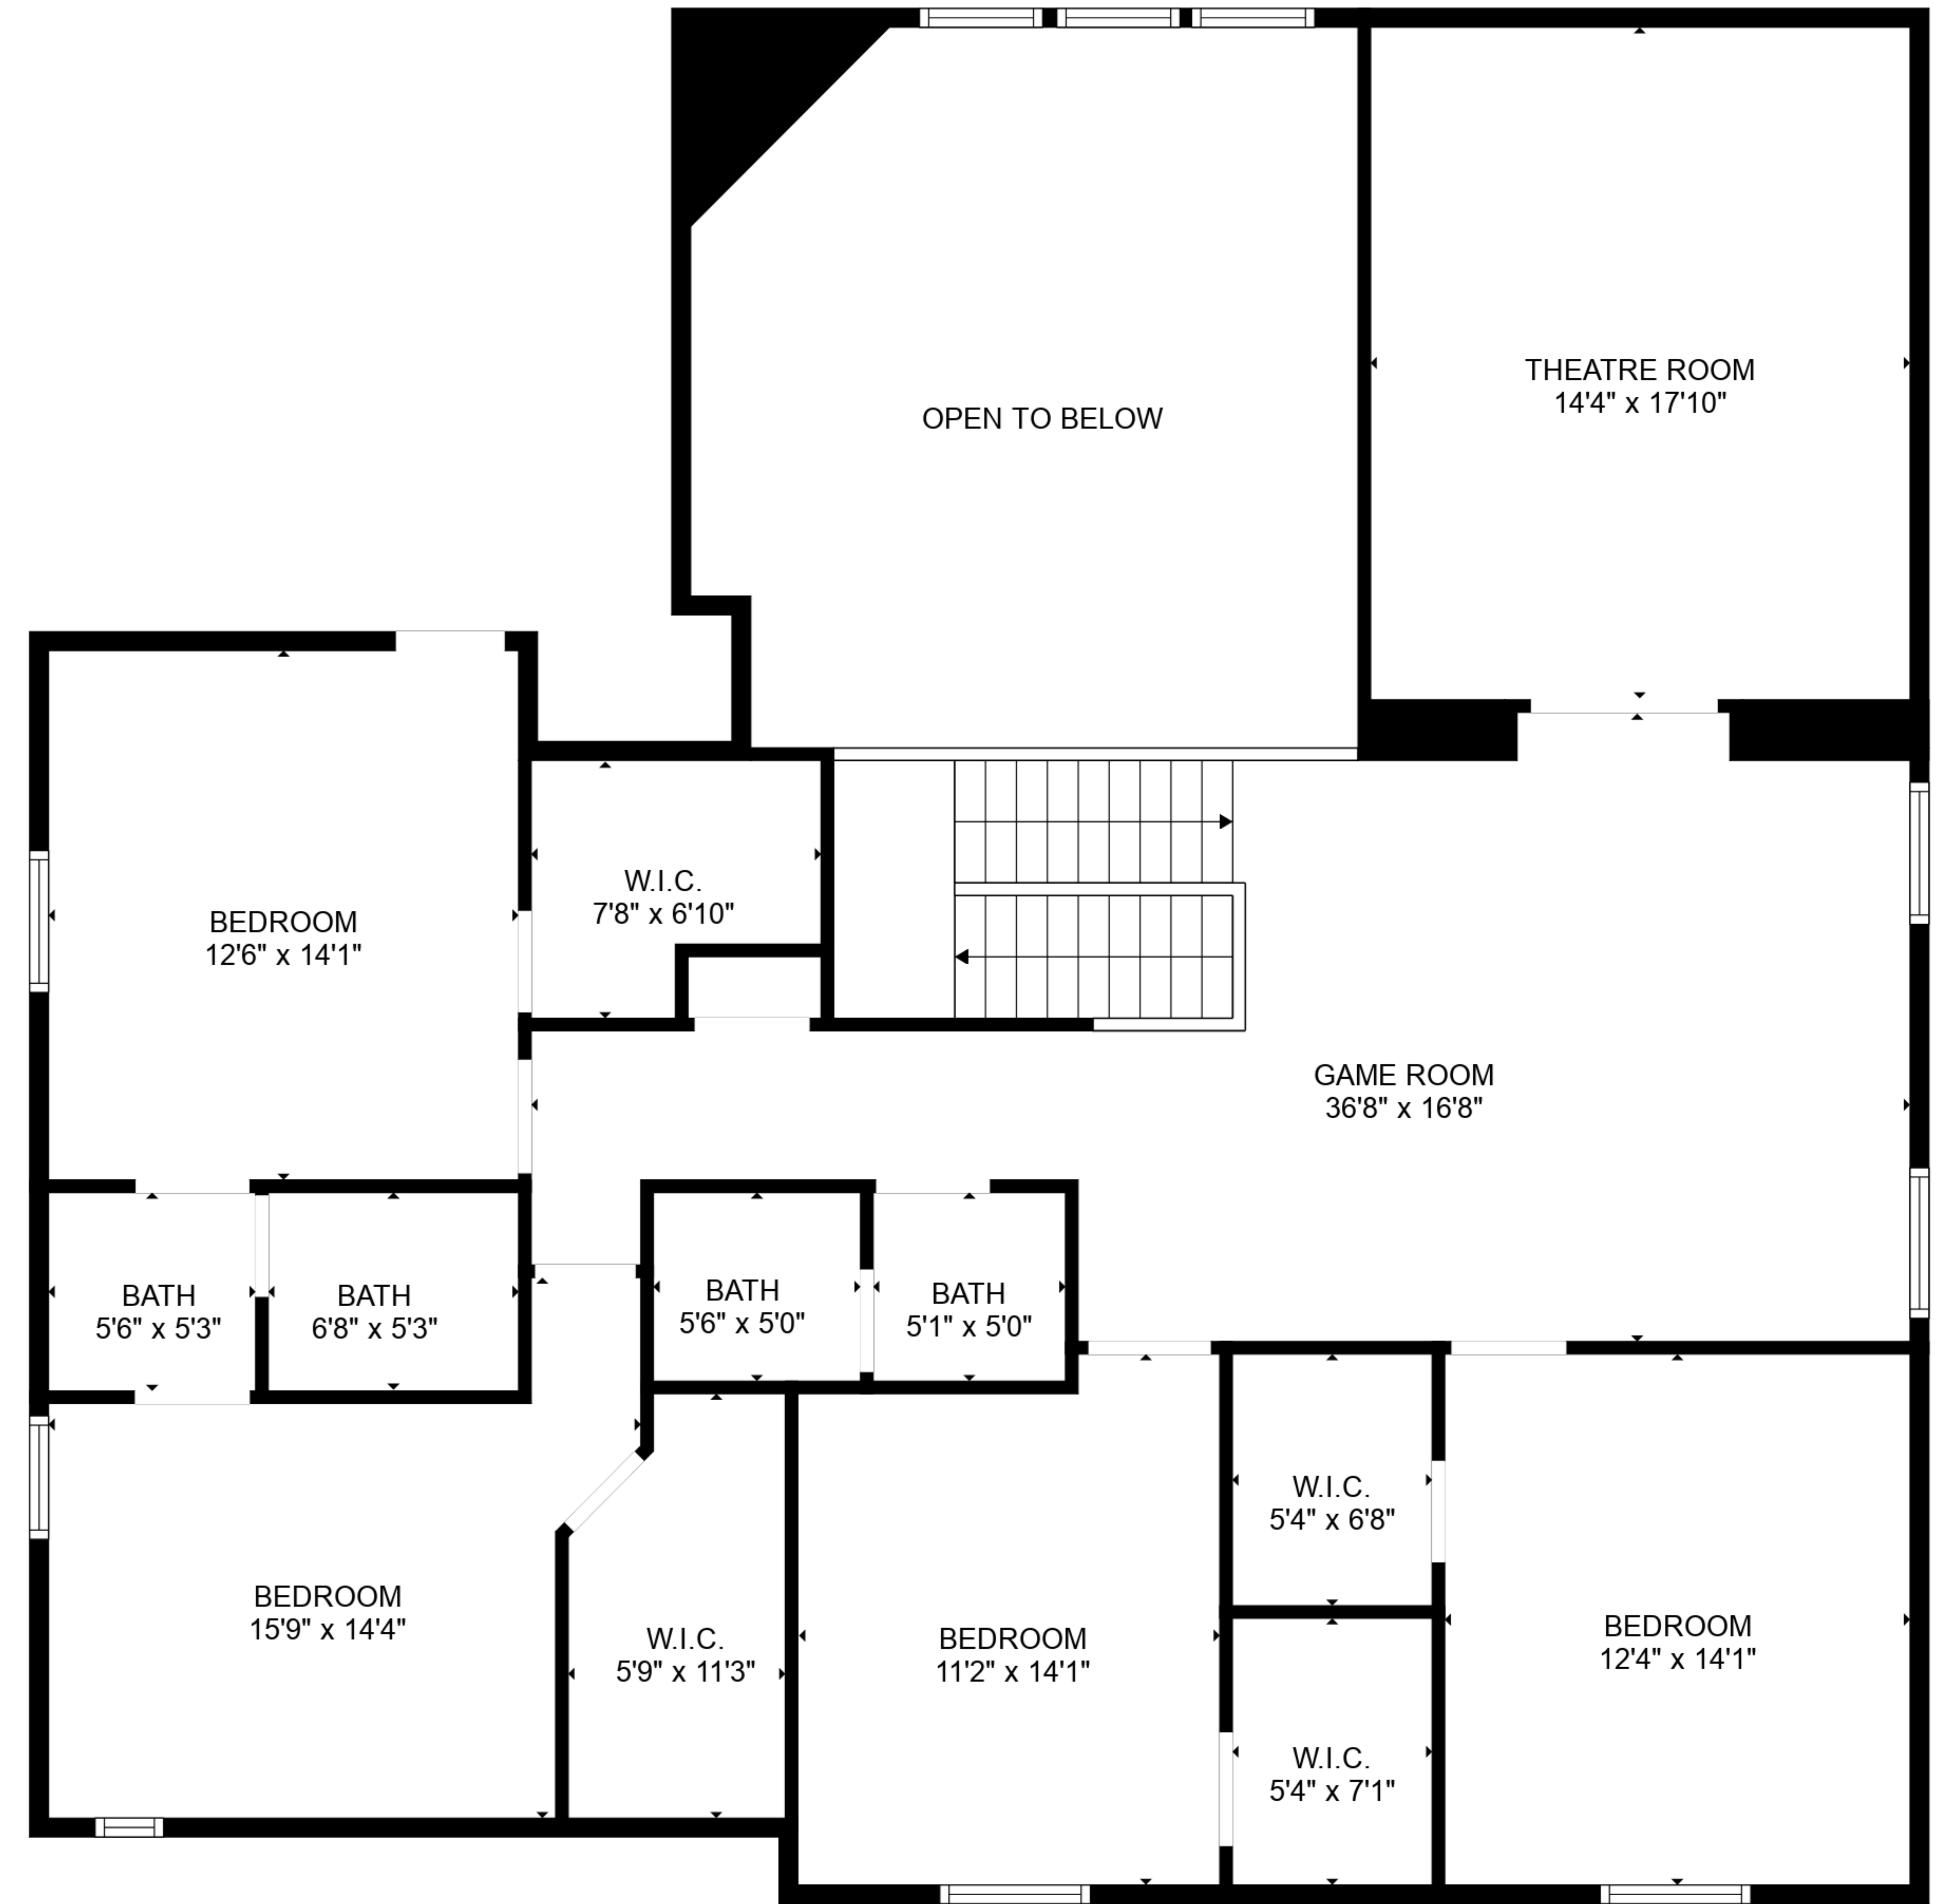 THEATRE ROOM
14'4" x 17'10"
OPEN TO BELOW
W.I.C.
7'8" x 6'10"
BEDROOM
12'6" x 14'1"
GAME ROOM
36'8" x 16'8"
BATH
5'6" x 5'3"
BATH
6'8" x 5'3"
BATH
5'6" x 5'0"
BATH
5'1" x 5'0"
W.I.C.
5'4" x 6'8"
BEDROOM
15'9" x 14'4"
W.I.C.
5'9" x 11'3"
BEDROOM
11'2" x 14'1"
BEDROOM
12'4" x 14'1"
W.I.C.
5'4" x 7'1"